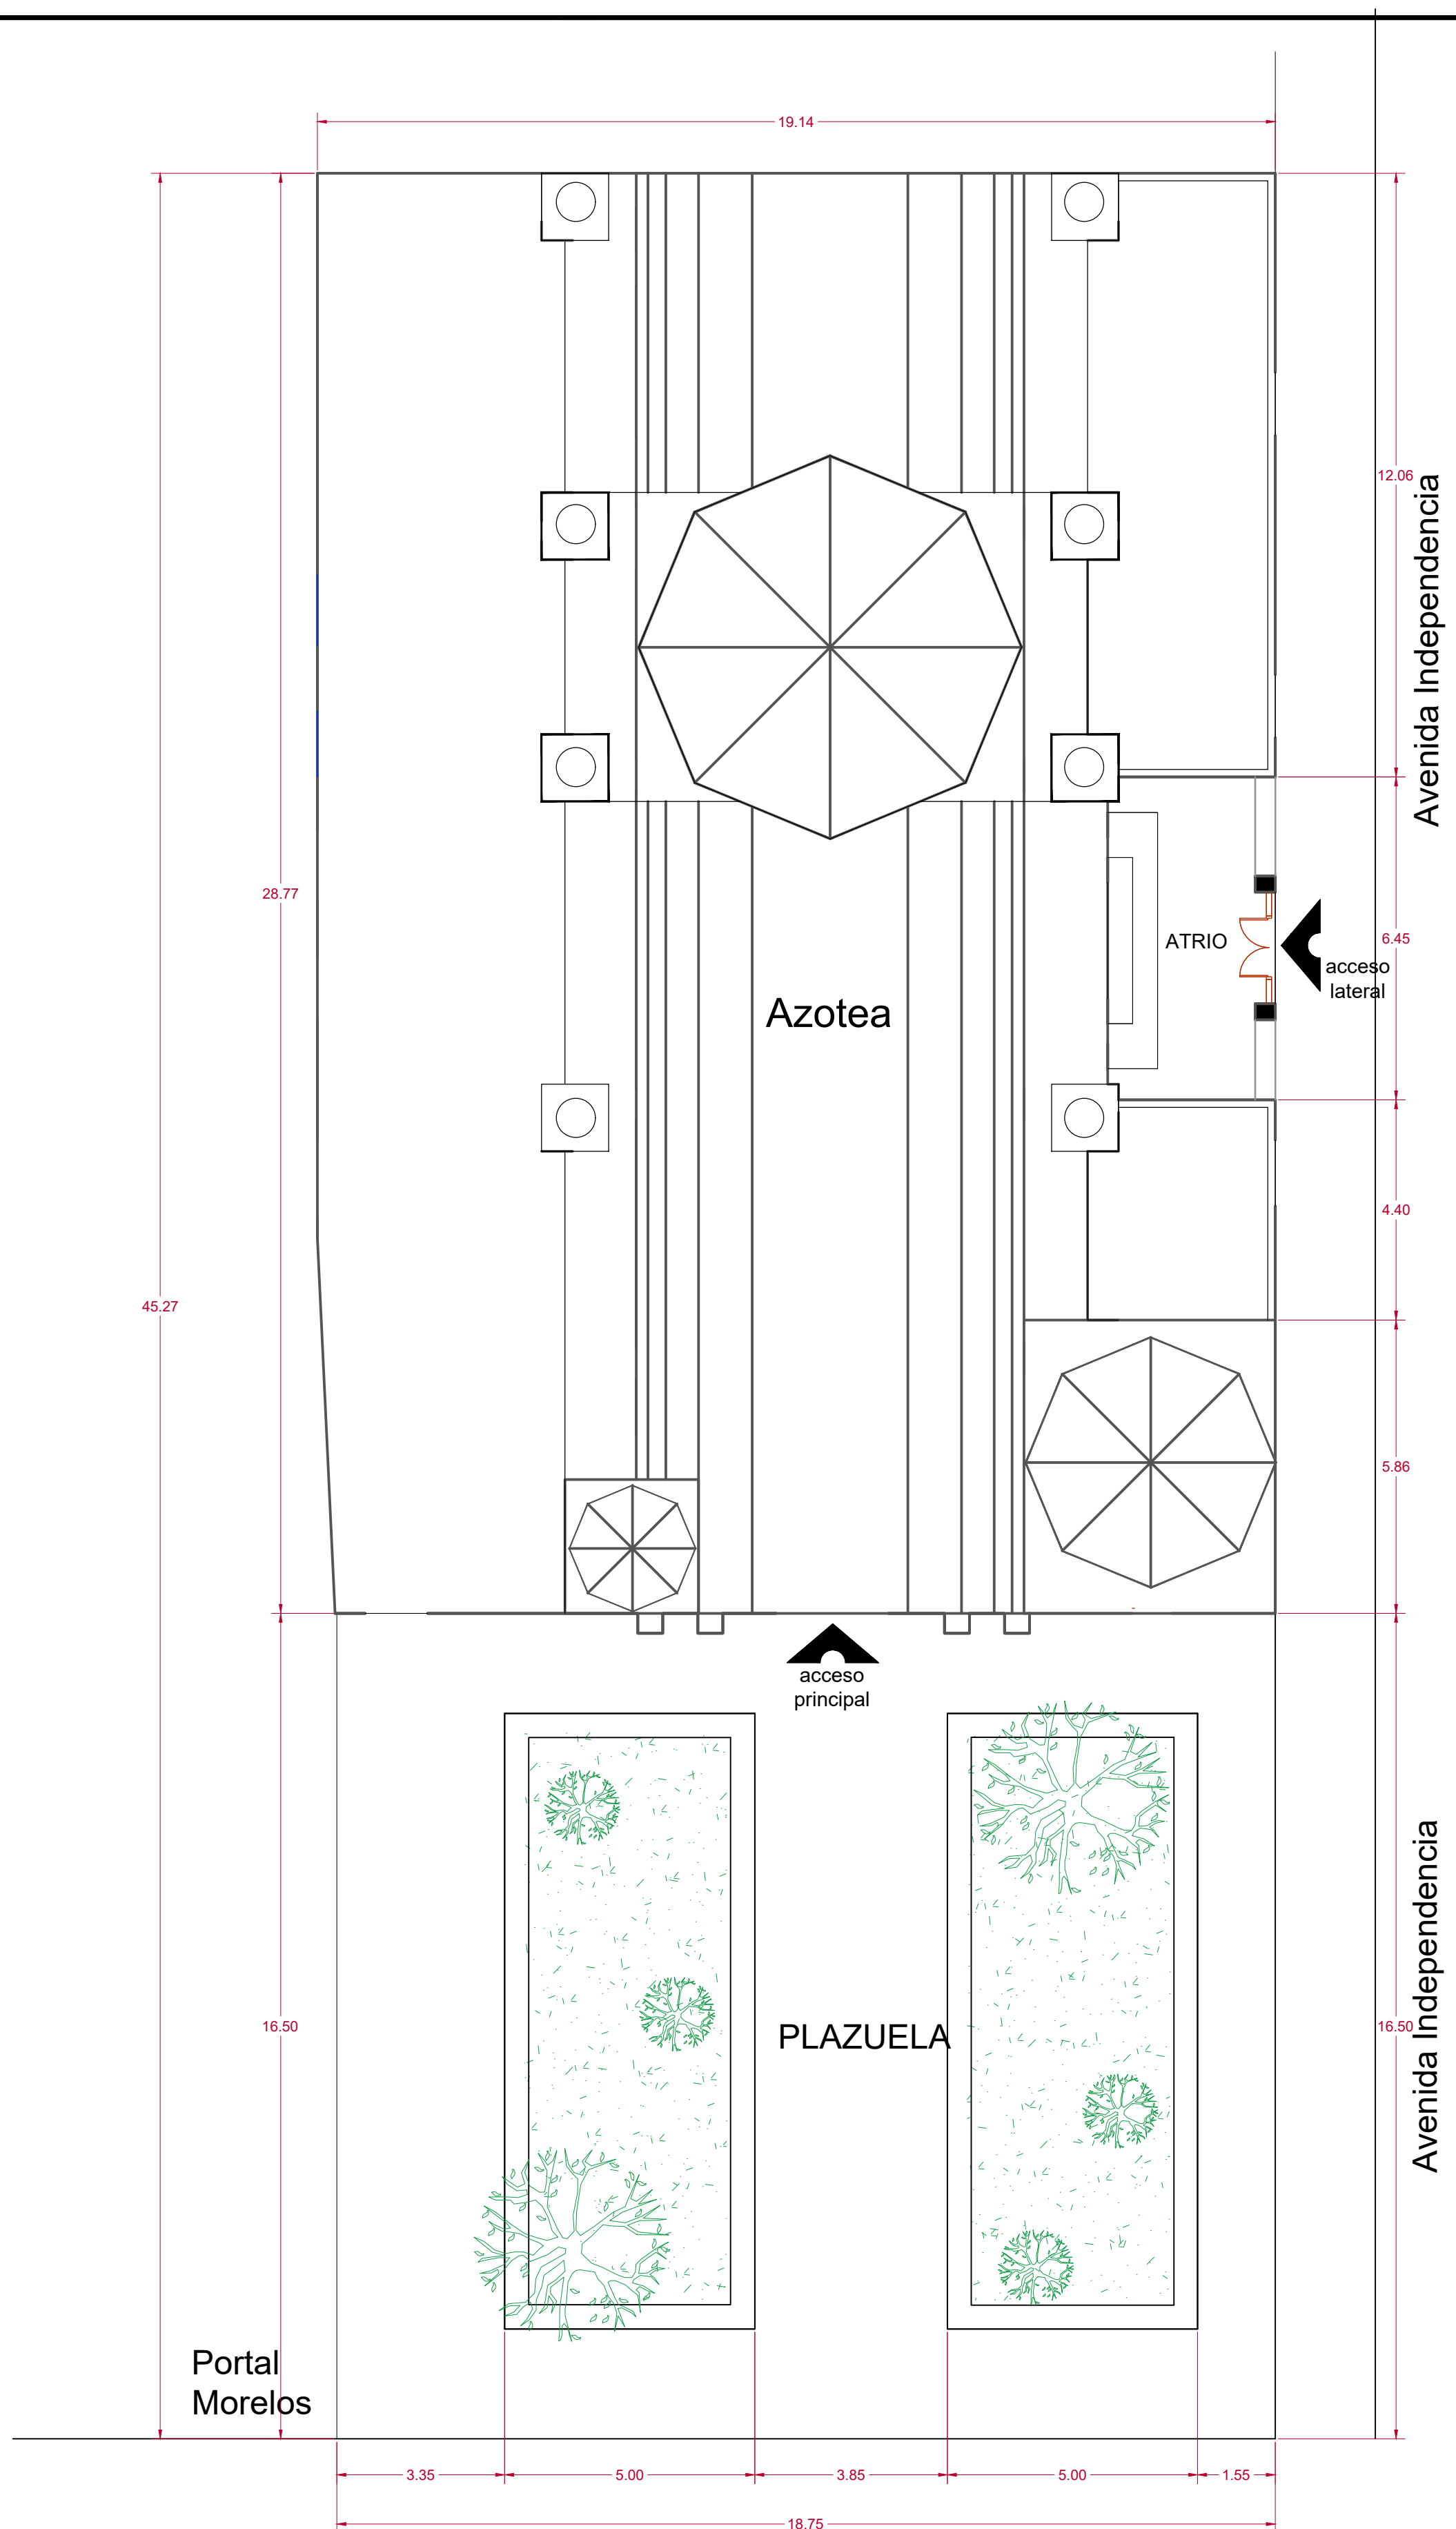 19.14
12.06
Avenida Independencia
28.77
ATRIO
6.45
acceso
lateral
Azotea
4.40
45.27
5.86
acceso
principal
16.50
PLAZUELA
16.50
Avenida Independencia
Portal
Morelos
3.35
5.00
3.85
5.00
1.55
18.75